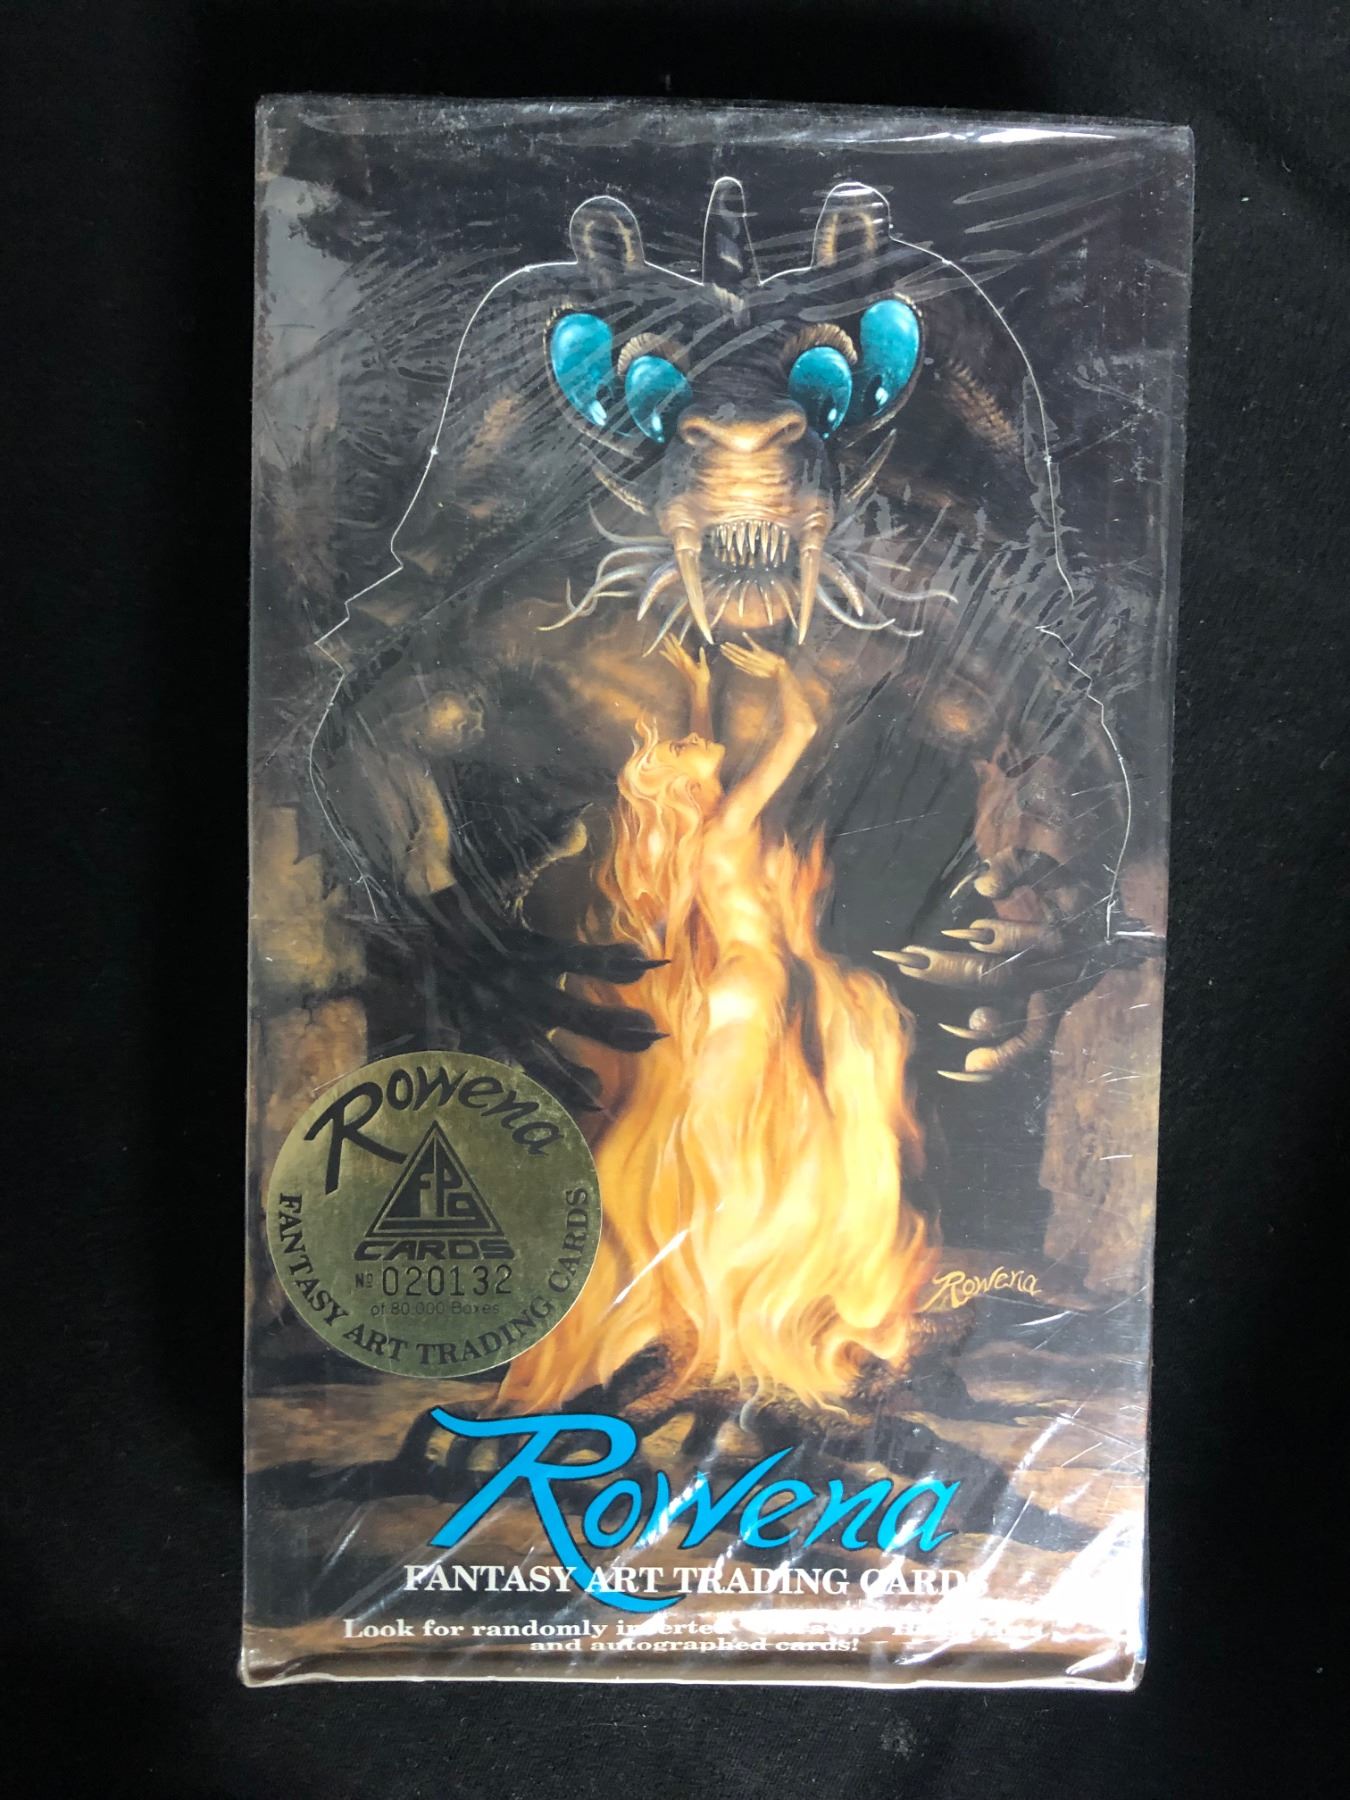 Rowena
FPG
CARDS
Nº 020132
of 80,000 Boxes
FANTASY ART TRADING CARDS
Rowena
Rowena
FANTASY ART TRADING CARDS
Look for randomly inserted
and autographed cards!